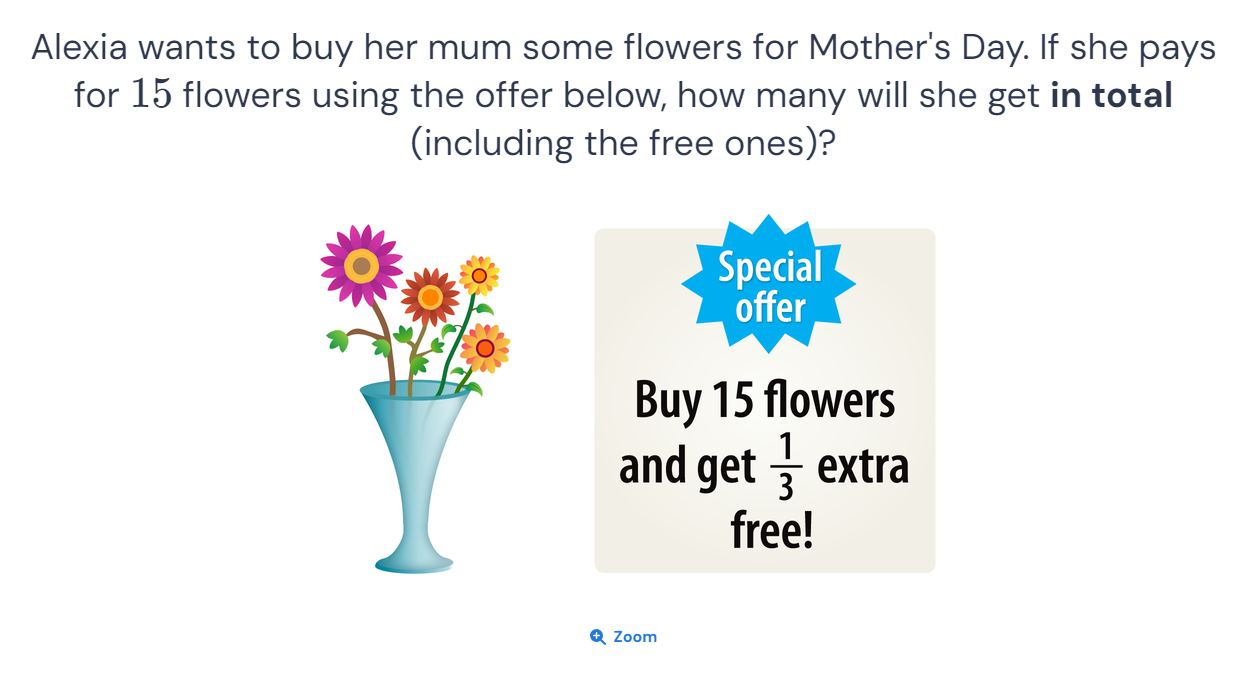 Alexia wants to buy her mum some flowers for Mother's Day. If she pays
for 15 flowers using the offer below, how many will she get in total
(including the free ones)?
Special
offer
Buy 15 flowers
and get 1/3 extra
free!
Zoom